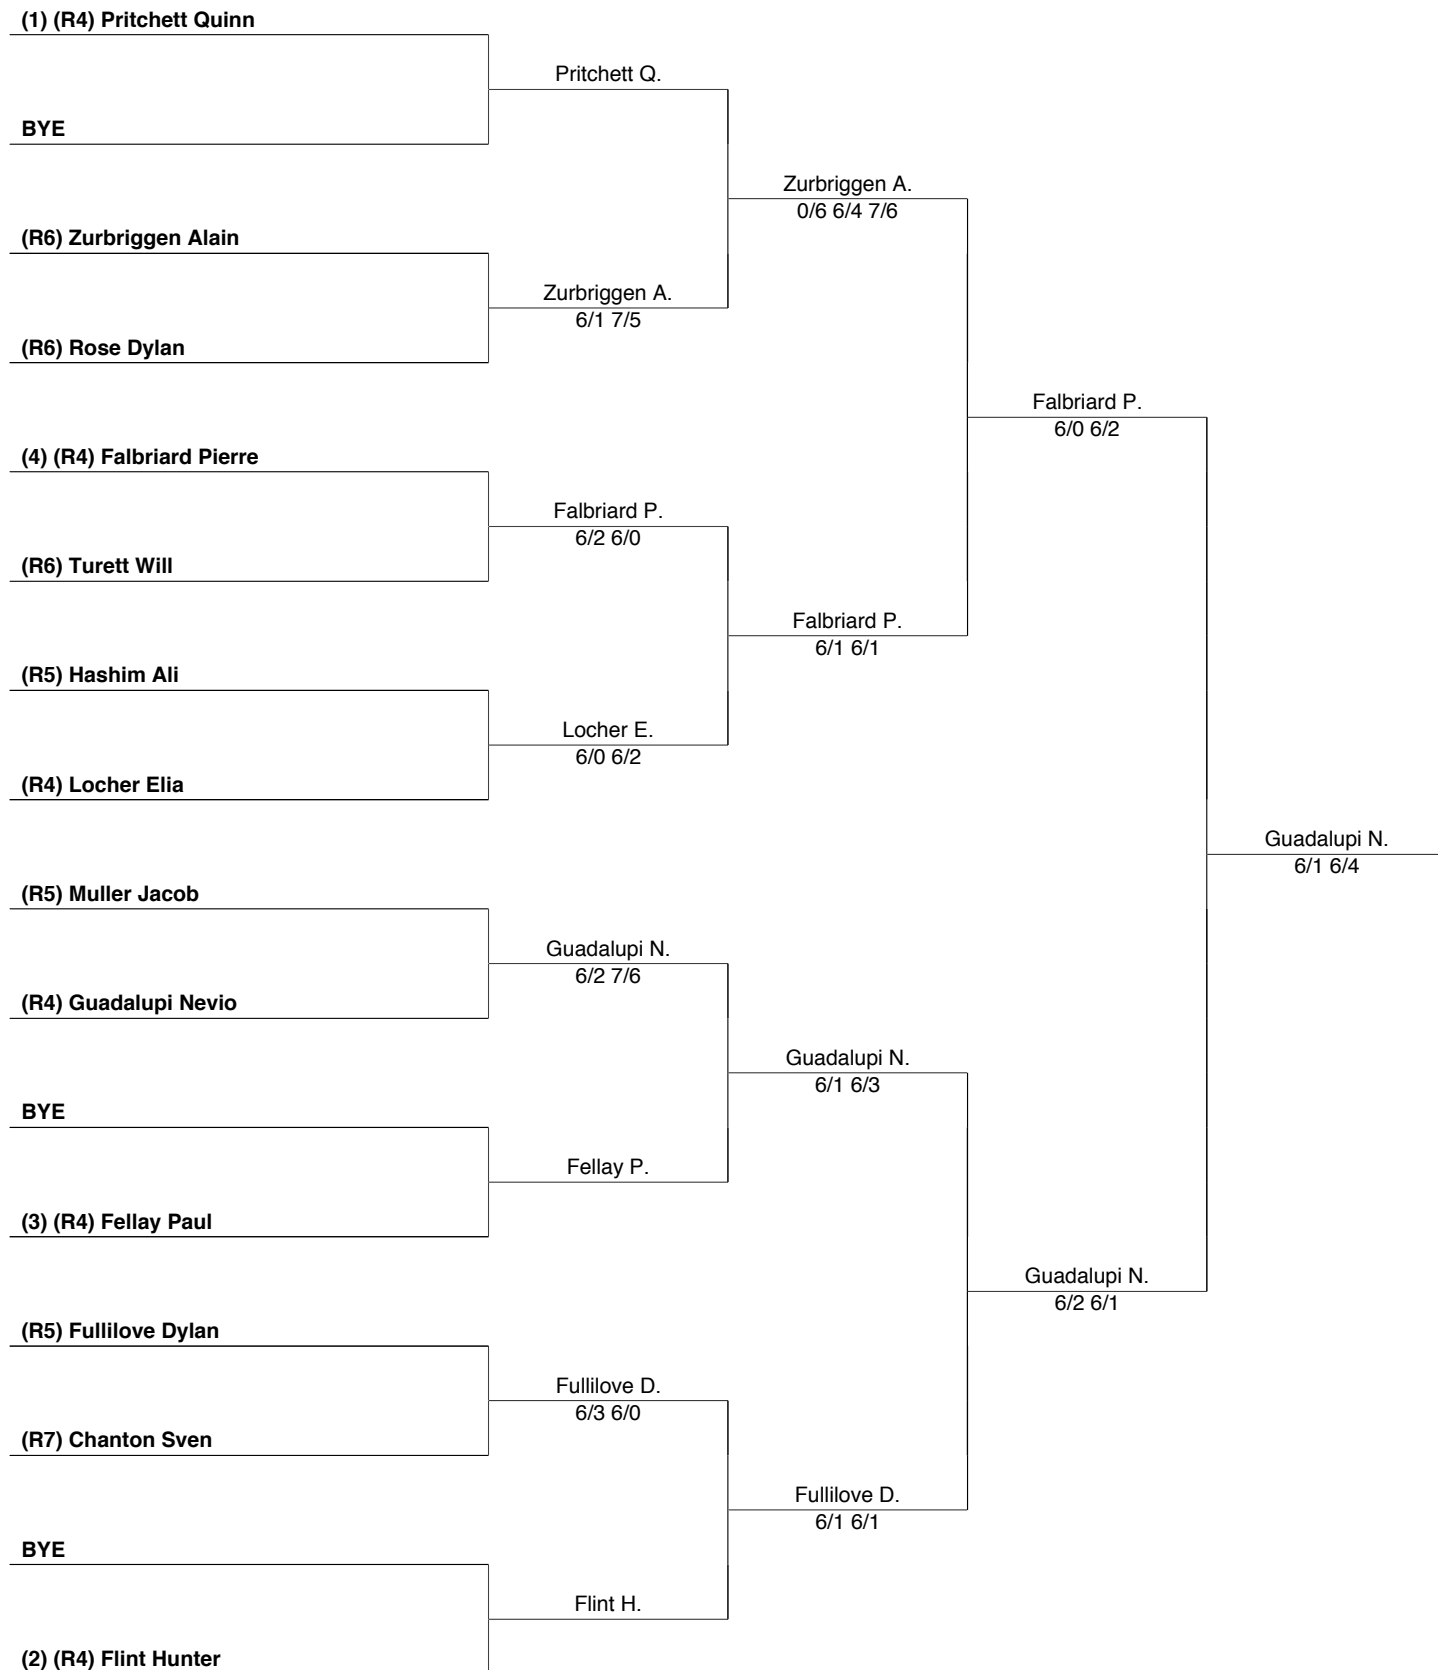 (1) (R4) Pritchett Quinn
Pritchett Q.
BYE
Zurbriggen A.
0/6 6/4 7/6
(R6) Zurbriggen Alain
Zurbriggen A.
6/1 7/5
(R6) Rose Dylan
Falbriard P.
6/0 6/2
(4) (R4) Falbriard Pierre
Falbriard P.
6/2 6/0
(R6) Turett Will
Falbriard P.
6/1 6/1
(R5) Hashim Ali
Locher E.
6/0 6/2
(R4) Locher Elia
Guadalupi N.
6/1 6/4
(R5) Muller Jacob
Guadalupi N.
6/2 7/6
(R4) Guadalupi Nevio
Guadalupi N.
6/1 6/3
BYE
Fellay P.
(3) (R4) Fellay Paul
Guadalupi N.
6/2 6/1
(R5) Fullilove Dylan
Fullilove D.
6/3 6/0
(R7) Chanton Sven
Fullilove D.
6/1 6/1
BYE
Flint H.
(2) (R4) Flint Hunter